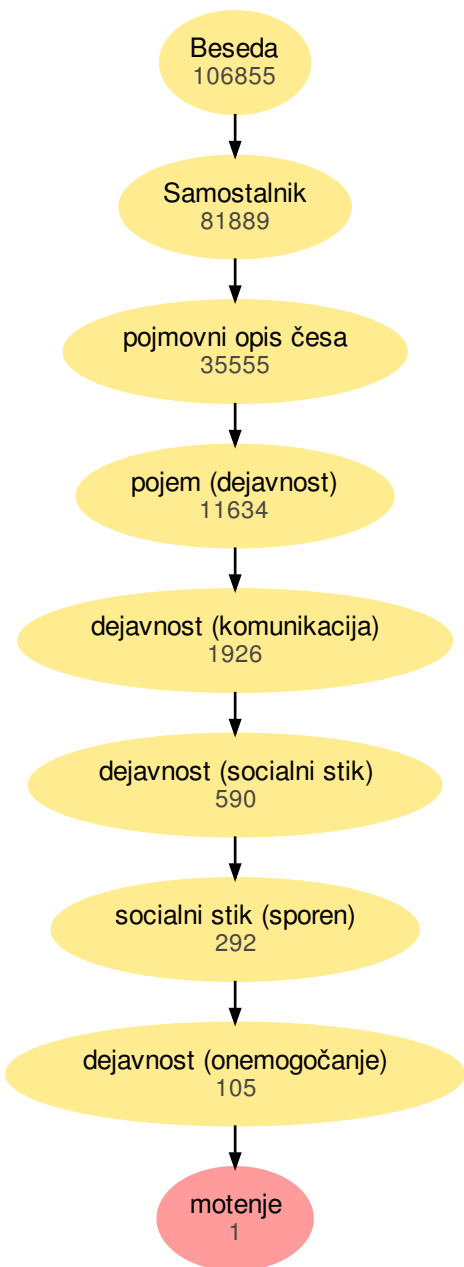 Beseda
106855
Samostalnik
81889
pojmovni opis česa
35555
pojem (dejavnost)
11634
dejavnost (komunikacija)
1926
dejavnost (socialni stik)
590
socialni stik (sporen)
292
dejavnost (onemogočanje)
105
motenje
1